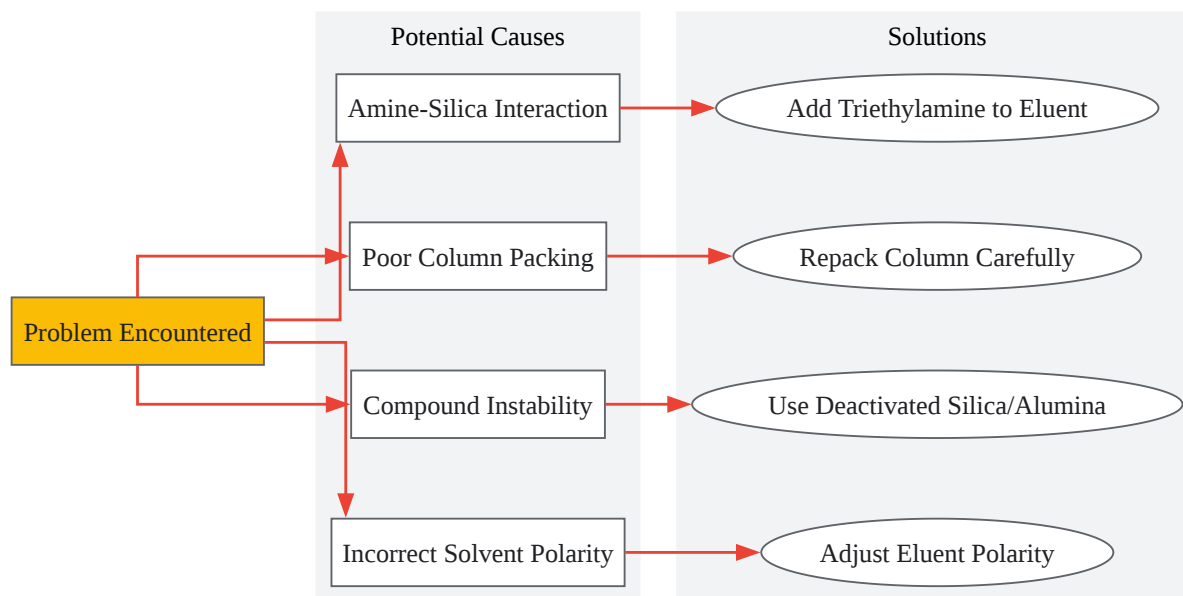 Potential Causes
Solutions
Amine-Silica Interaction
Add Triethylamine to Eluent
Poor Column Packing
Repack Column Carefully
Problem Encountered
Compound Instability
Use Deactivated Silica/Alumina
Incorrect Solvent Polarity
Adjust Eluent Polarity